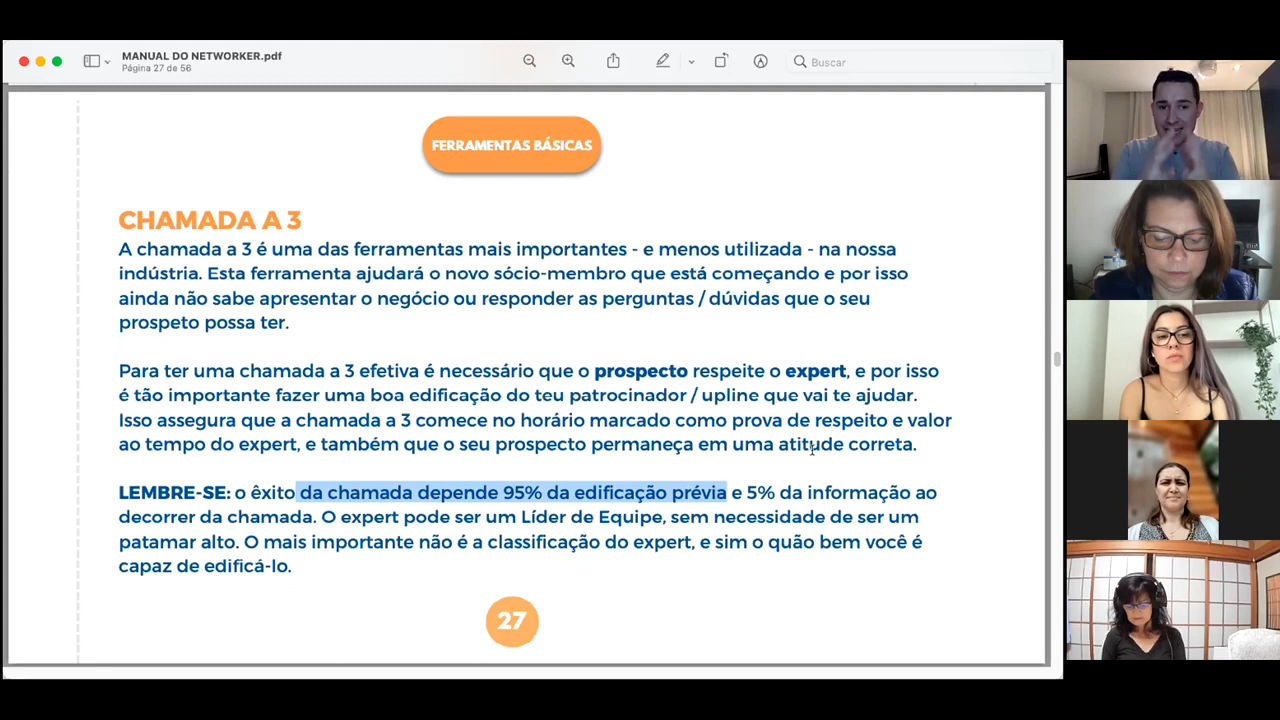 MANUAL DO NETWORKER.pdf
Página 27 de 56
Buscar
FERRAMENTAS BÁSICAS
CHAMADA A 3
A chamada a 3 é uma das ferramentas mais importantes - e menos utilizada - na nossa
indústria. Esta ferramenta ajudará o novo sócio-membro que está começando e por isso
ainda não sabe apresentar o negócio ou responder as perguntas / dúvidas que o seu
prospeto possa ter.
Para ter uma chamada a 3 efetiva é necessário que o prospecto respeite o expert, e por isso
é tão importante fazer uma boa edificação do teu patrocinador / upline que vai te ajudar.
Isso assegura que a chamada a 3 comece no horário marcado como prova de respeito e valor
ao tempo do expert, e também que o seu prospecto permaneça em uma atitude correta.
LEMBRE-SE: o êxito da chamada depende 95% da edificação prévia e 5% da informação ao
decorrer da chamada. O expert pode ser um Líder de Equipe, sem necessidade de ser um
patamar alto. O mais importante não é a classificação do expert, e sim o quão bem você é
capaz de edificá-lo.
27